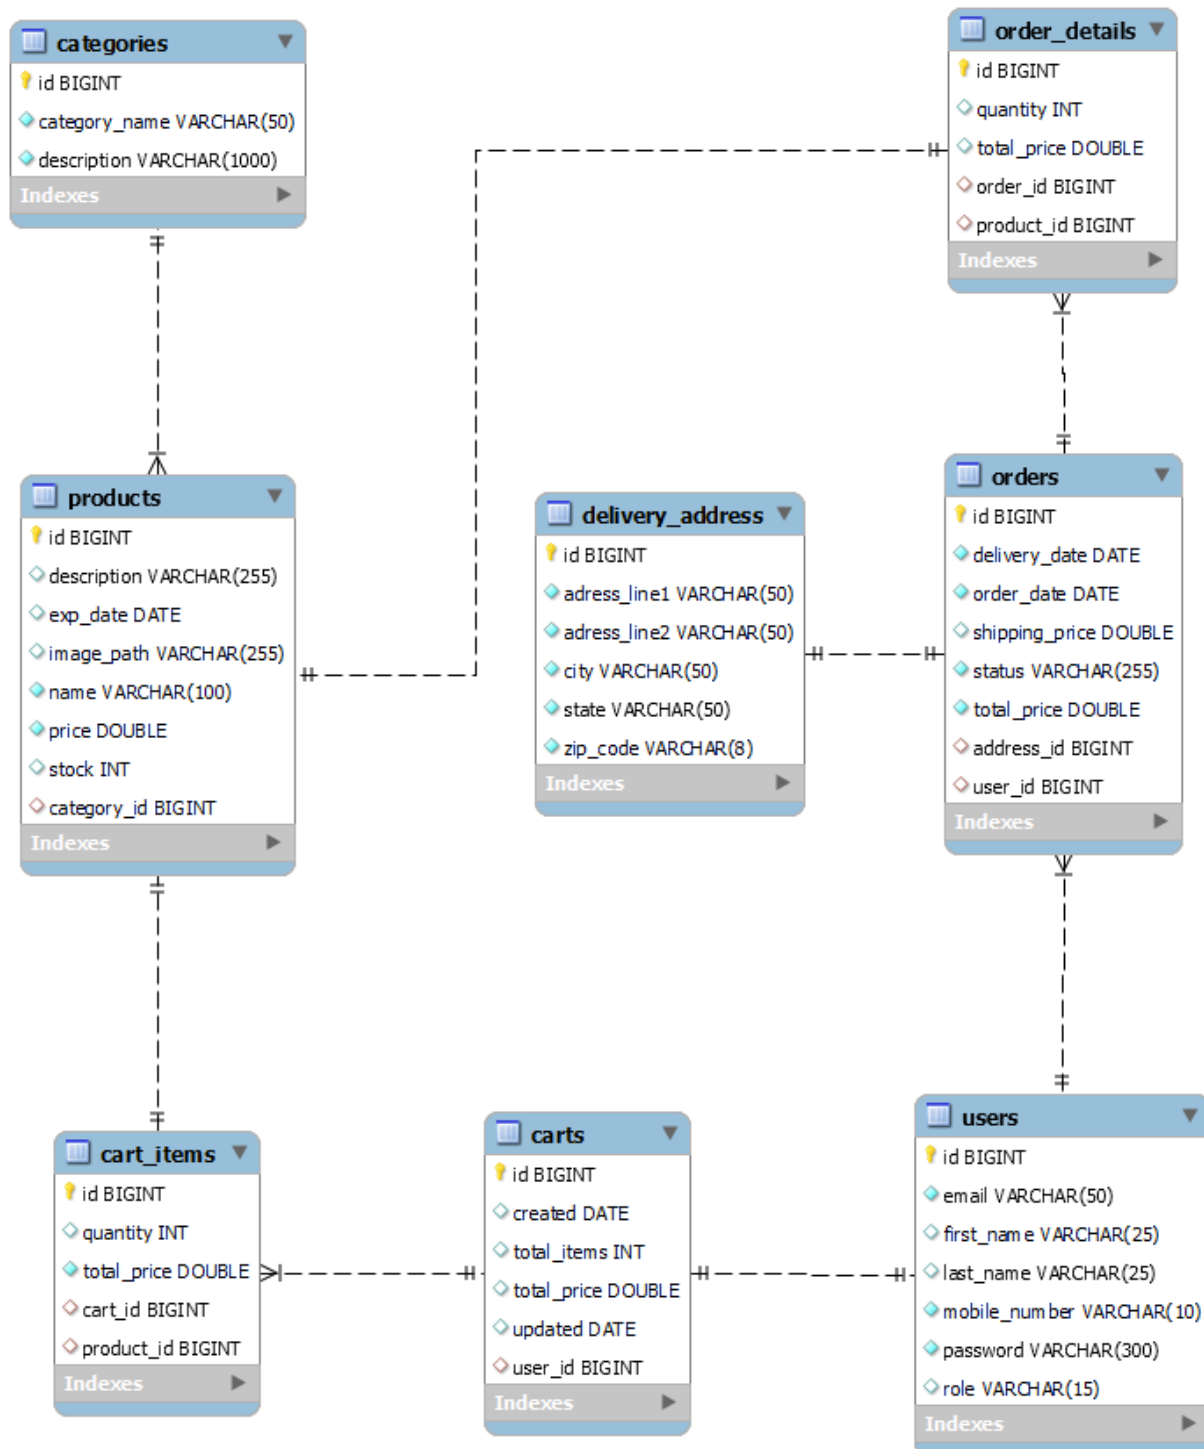 categories
id BIGINT
category_name VARCHAR(50)
description VARCHAR(1000)
Indexes
order_details
id BIGINT
quantity INT
total_price DOUBLE
order_id BIGINT
product_id BIGINT
Indexes
products
id BIGINT
description VARCHAR(255)
exp_date DATE
image_path VARCHAR(255)
name VARCHAR(100)
price DOUBLE
stock INT
category_id BIGINT
Indexes
delivery_address
id BIGINT
adress_line1 VARCHAR(50)
adress_line2 VARCHAR(50)
city VARCHAR(50)
state VARCHAR(50)
zip_code VARCHAR(8)
Indexes
orders
id BIGINT
delivery_date DATE
order_date DATE
shipping_price DOUBLE
status VARCHAR(255)
total_price DOUBLE
address_id BIGINT
user_id BIGINT
Indexes
cart_items
id BIGINT
quantity INT
total_price DOUBLE
cart_id BIGINT
product_id BIGINT
Indexes
carts
id BIGINT
created DATE
total_items INT
total_price DOUBLE
updated DATE
user_id BIGINT
Indexes
users
id BIGINT
email VARCHAR(50)
first_name VARCHAR(25)
last_name VARCHAR(25)
mobile_number VARCHAR(10)
password VARCHAR(300)
role VARCHAR(15)
Indexes